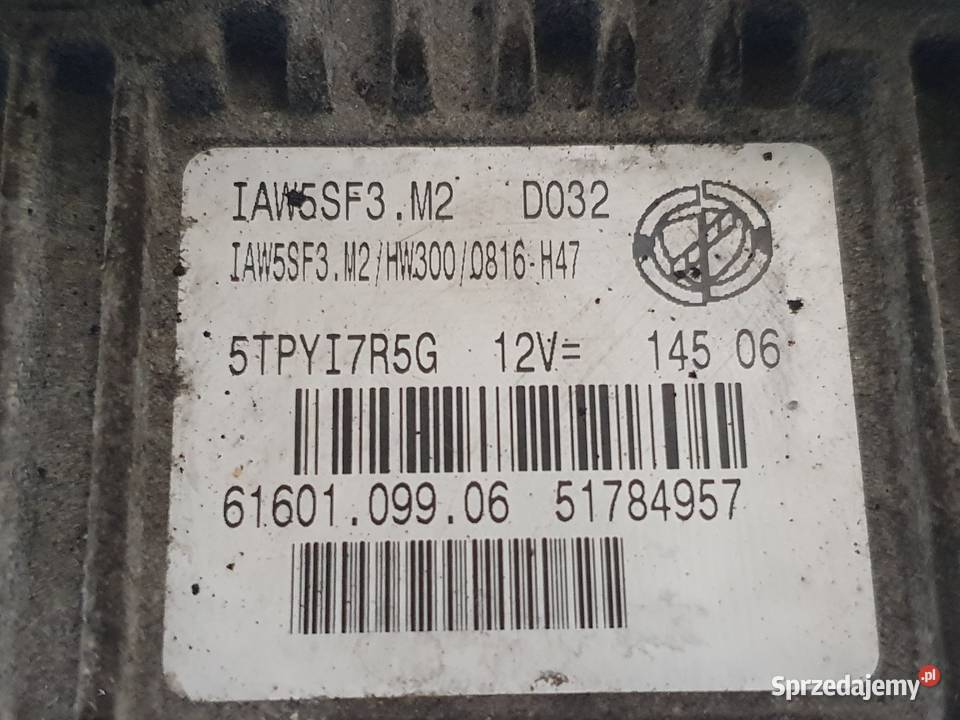 IAW5SF3.M2 D032
IAW5SF3.M2/HW300/0816-H47
5TPYI7R5G 12V= 145 06
61601.099.06 51784957
Sprzedajemy.pl